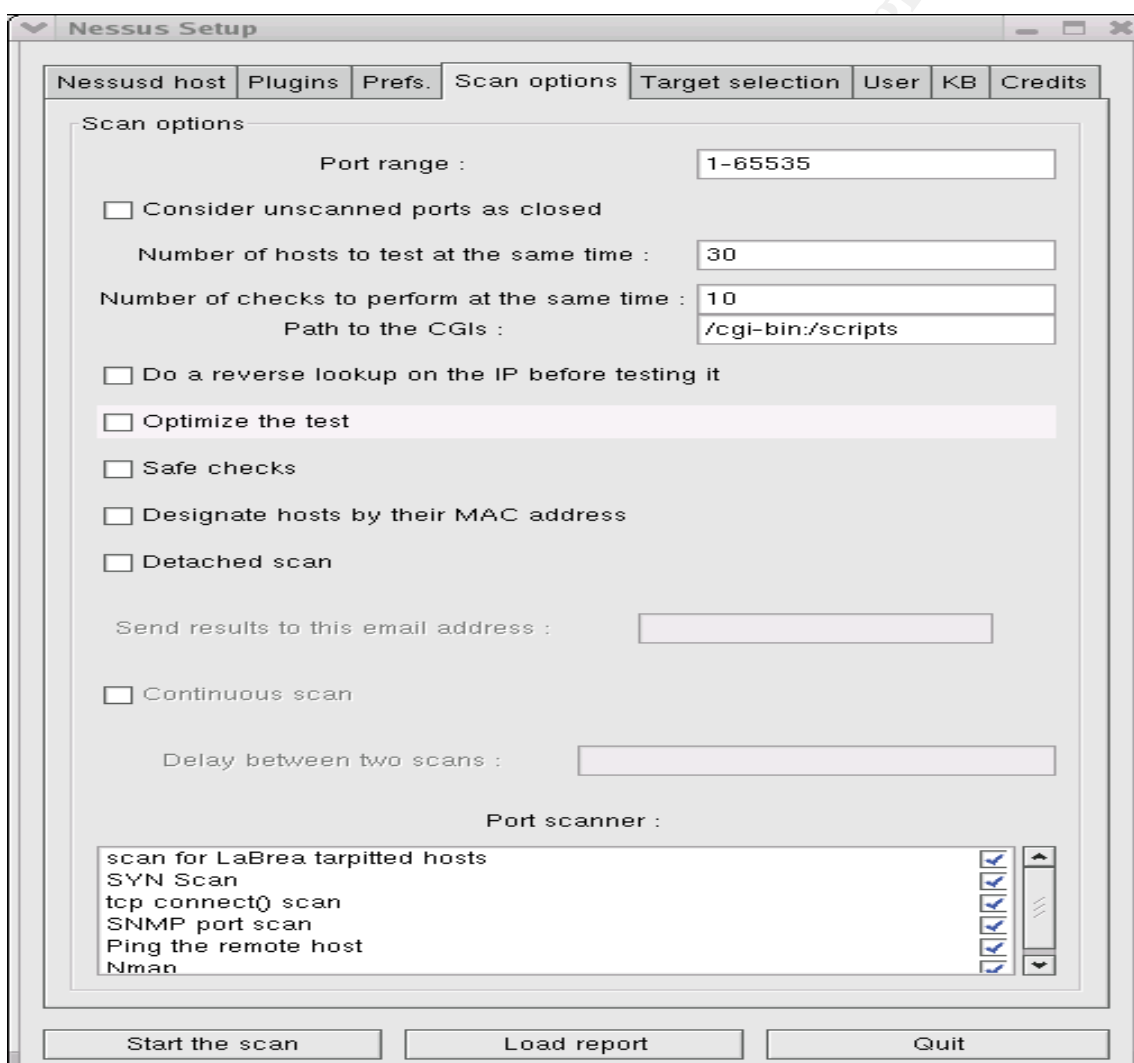 Nessus Setup
Nessusd host Plugins Prefs. Scan options Target selection User KB Credits
Scan options
Port range : 1-65535
Consider unscanned ports as closed
Number of hosts to test at the same time : 30
Number of checks to perform at the same time : 10
Path to the CGIs : /cgi-bin:/scripts
Do a reverse lookup on the IP before testing it
Optimize the test
Safe checks
Designate hosts by their MAC address
Detached scan
Send results to this email address :
Continuous scan
Delay between two scans :
Port scanner :
scan for LaBrea tarpitted hosts
SYN Scan
tcp connect() scan
SNMP port scan
Ping the remote host
Nmap
Start the scan Load report Quit